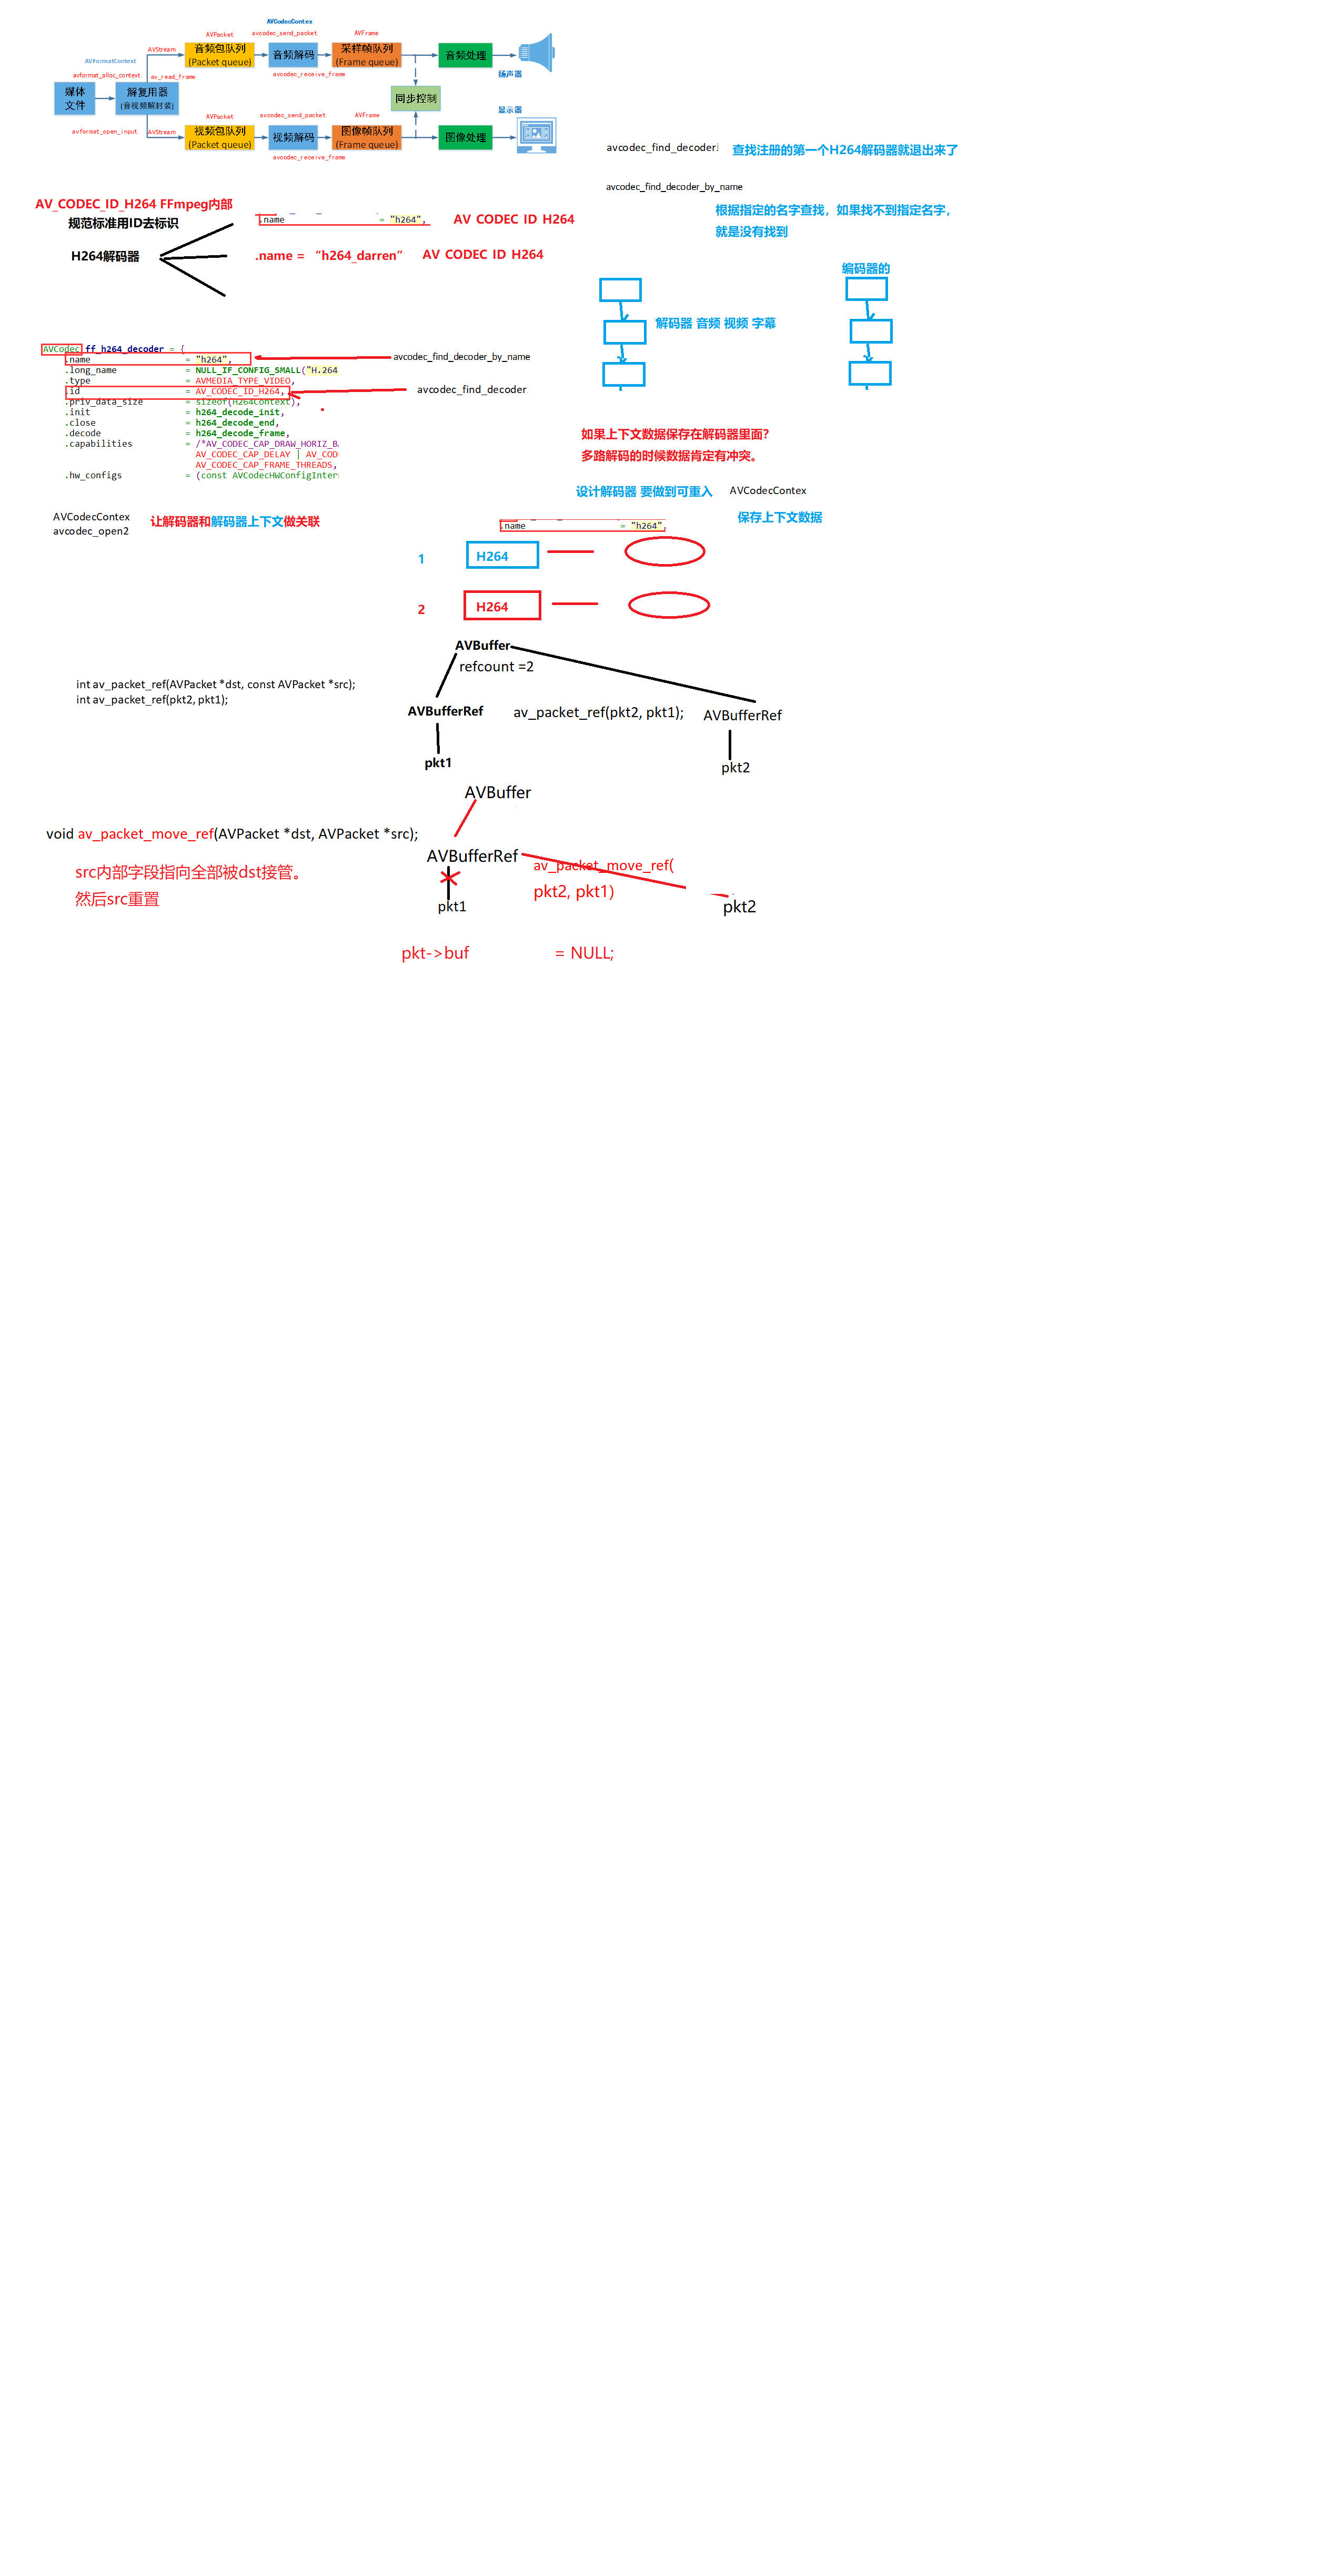 AVCodecContex
AVPacket
avcodec_send_packet
AVFrame
AVStream
音频包队列
(Packet queue)
音频解码
采样帧队列
(Frame queue)
音频处理
AVFormatContext
avformat_alloc_context
av_read_frame
avcodec_receive_frame
扬声器
媒体
文件
解复用器
(音视频解封装)
同步控制
显示器
AVPacket
avcodec_send_packet
AVFrame
avformat_open_input
AVStream
视频包队列
(Packet queue)
视频解码
图像帧队列
(Frame queue)
图像处理
avcodec_receive_frame
avcodec_find_decoder
查找注册的第一个H264解码器就退出来了
avcodec_find_decoder_by_name
根据指定的名字查找，如果找不到指定名字，
就是没有找到
AV_CODEC_ID_H264 FFmpeg内部
规范标准用ID去标识
.name = "h264",
AV CODEC ID H264
H264解码器
.name = “h264_darren“
AV CODEC ID H264
编码器的
解码器 音频 视频 字幕
AVCodec ff_h264_decoder = {
.name = "h264",
avcodec_find_decoder_by_name
.long_name = NULL_IF_CONFIG_SMALL("H.264
.type = AVMEDIA_TYPE_VIDEO,
.id = AV_CODEC_ID_H264,
avcodec_find_decoder
.priv_data_size = sizeof(H264Context),
.init = h264_decode_init,
.close = h264_decode_end,
.decode = h264_decode_frame,
.capabilities = /*AV_CODEC_CAP_DRAW_HORIZ_BA
AV_CODEC_CAP_DELAY | AV_COD
AV_CODEC_CAP_FRAME_THREADS,
.hw_configs = (const AVCodecHWConfigInter
如果上下文数据保存在解码器里面？
多路解码的时候数据肯定有冲突。
设计解码器 要做到可重入
AVCodecContex
保存上下文数据
AVCodecContex
avcodec_open2
让解码器和解码器上下文做关联
.name = "h264",
1
H264
2
H264
AVBuffer
refcount =2
int av_packet_ref(AVPacket *dst, const AVPacket *src);
int av_packet_ref(pkt2, pkt1);
AVBufferRef
av_packet_ref(pkt2, pkt1);
AVBufferRef
pkt1
pkt2
AVBuffer
void av_packet_move_ref(AVPacket *dst, AVPacket *src);
AVBufferRef
av_packet_move_ref(
pkt2, pkt1)
src内部字段指向全部被dst接管。
然后src重置
pkt1
pkt2
pkt->buf = NULL;